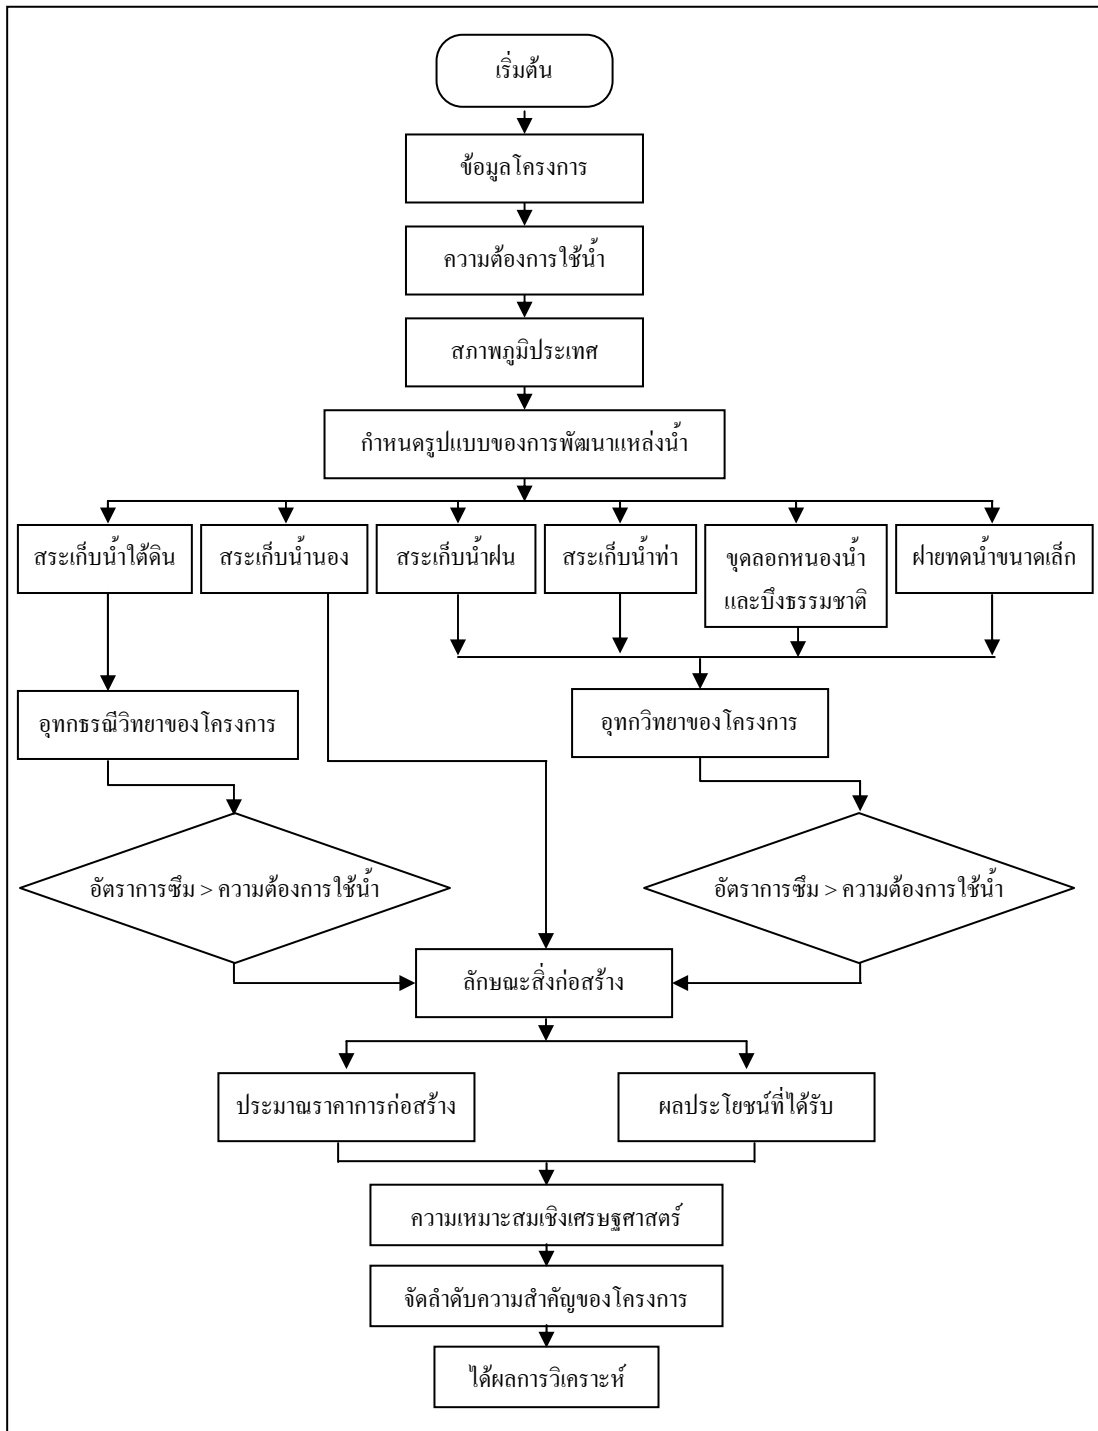 เริ่มต้น
ข้อมูลโครงการ
ความต้องการใช้น้ำ
สภาพภูมิประเทศ
กำหนดรูปแบบของการพัฒนาแหล่งน้ำ
สระเก็บน้ำใต้ดิน
สระเก็บน้ำนอง
สระเก็บน้ำฝน
สระเก็บน้ำท่า
ขุดลอกหนองน้ำ
และบึงธรรมชาติ
ฝายทดน้ำขนาดเล็ก
อุทกธรณีวิทยาของโครงการ
อุทกวิทยาของโครงการ
อัตราการซึม > ความต้องการใช้น้ำ
อัตราการซึม > ความต้องการใช้น้ำ
ลักษณะสิ่งก่อสร้าง
ประมาณราคาการก่อสร้าง
ผลประโยชน์ที่ได้รับ
ความเหมาะสมเชิงเศรษฐศาสตร์
จัดลำดับความสำคัญของโครงการ
ได้ผลการวิเคราะห์